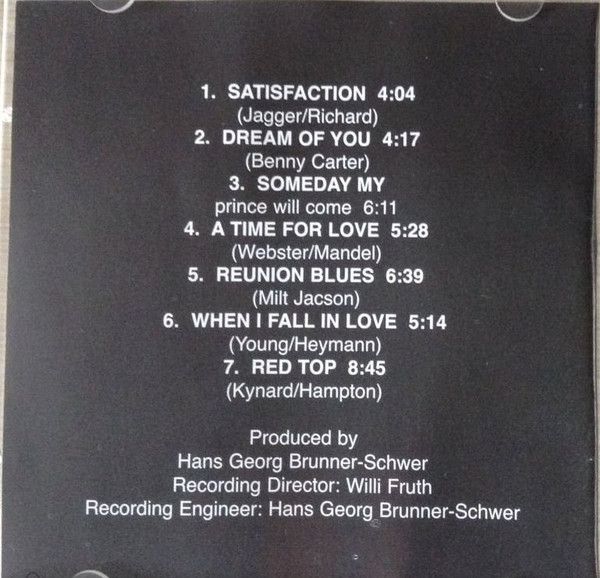 1. SATISFACTION 4:04
(Jagger/Richard)
2. DREAM OF YOU 4:17
(Benny Carter)
3. SOMEDAY MY
prince will come 6:11
4. A TIME FOR LOVE 5:28
(Webster/Mandel)
5. REUNION BLUES 6:39
(Milt Jacson)
6. WHEN I FALL IN LOVE 5:14
(Young/Heymann)
7. RED TOP 8:45
(Kynard/Hampton)
Produced by
Hans Georg Brunner-Schwer
Recording Director: Willi Fruth
Recording Engineer: Hans Georg Brunner-Schwer